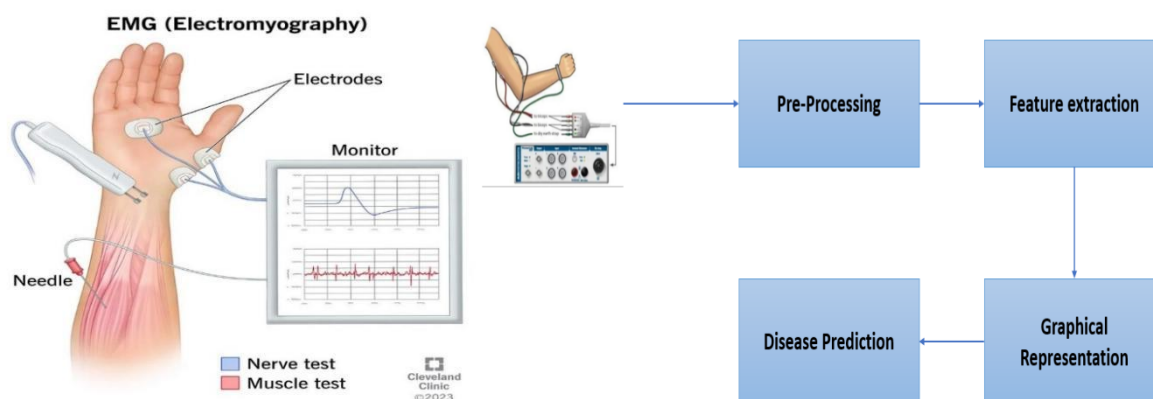 EMG (Electromyography)
Electrodes
Monitor
H
Needle
Nerve test
Muscle test
Cleveland
Clinic
©2023
Pre-Processing
Feature extraction
Disease Prediction
Graphical
Representation